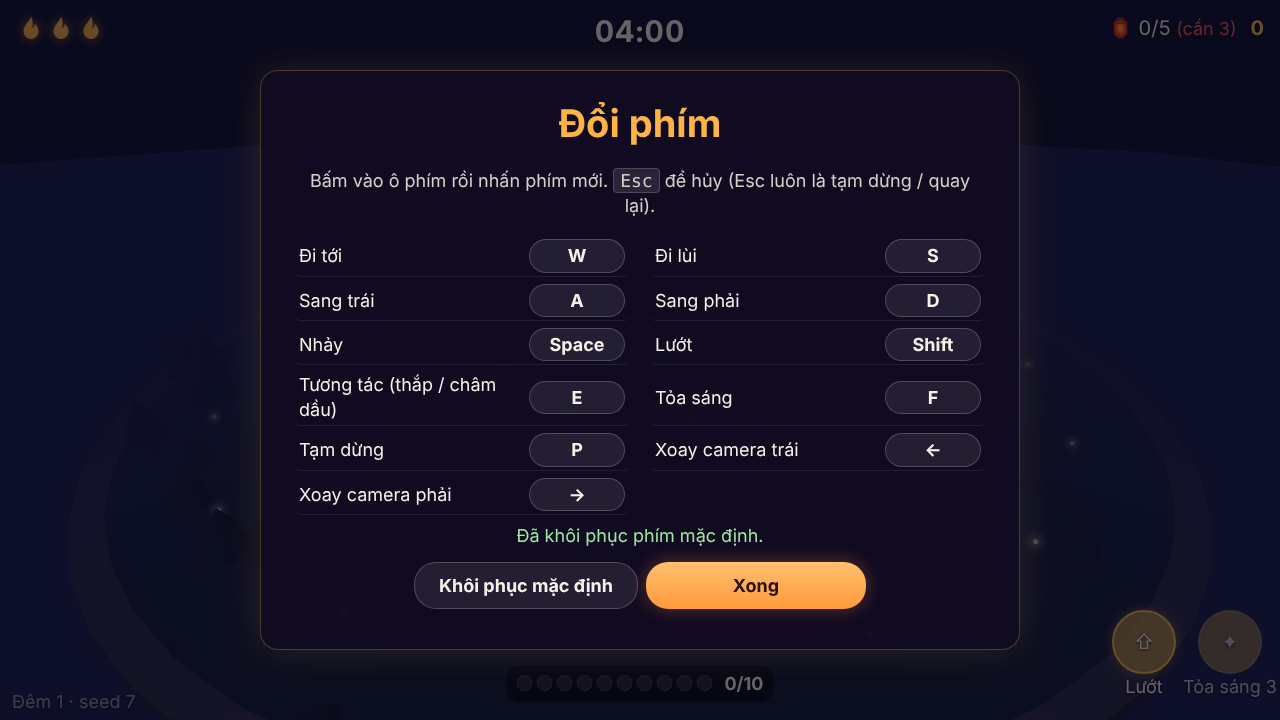 04:00
0/5 (cần 3) 0
Đổi phím
Bấm vào ô phím rồi nhấn phím mới. Esc để hủy (Esc luôn là tạm dừng / quay
lại).
Đi tới W
Đi lùi S
Sang trái A
Sang phải D
Nhảy Space
Lướt Shift
Tương tác (thắp / châm
dầu) E
Tỏa sáng F
Tạm dừng P
Xoay camera trái ←
Xoay camera phải →
Đã khôi phục phím mặc định.
Khôi phục mặc định
Xong
0/10
Lướt
Tỏa sáng 3
Đêm 1 · seed 7